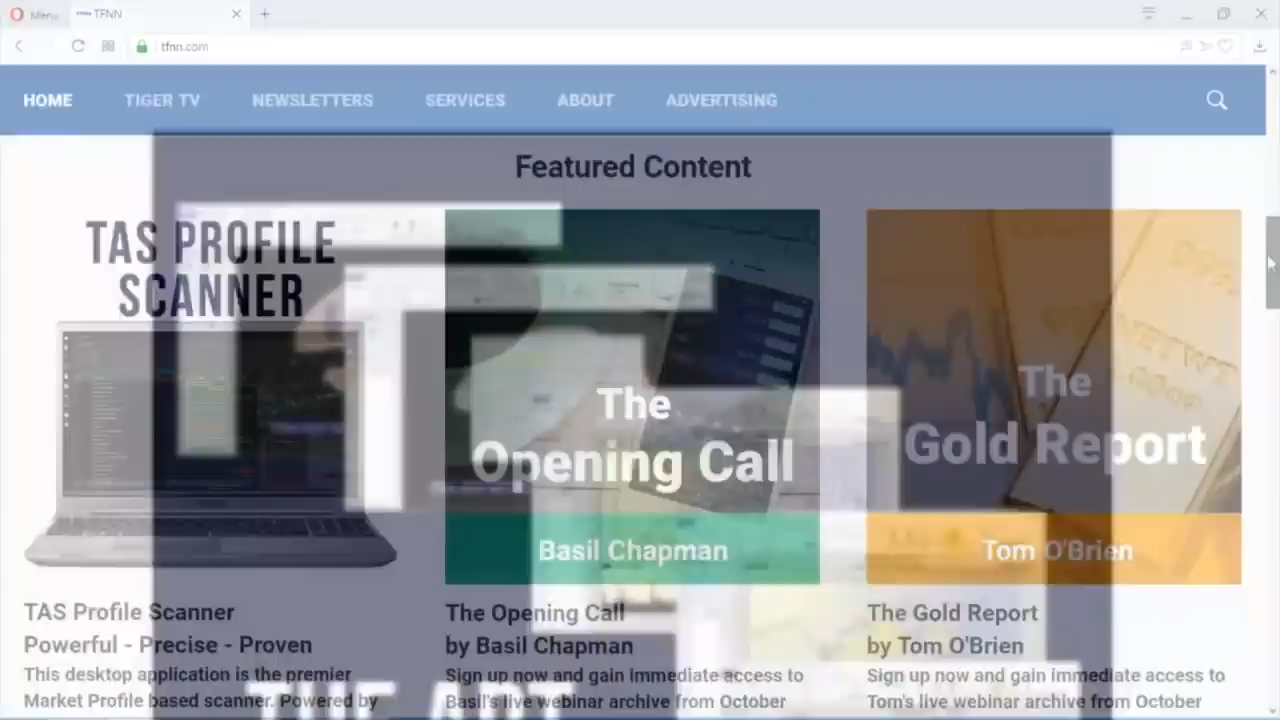 Menu
TFNN
tfnn.com
HOME TIGER TV NEWSLETTERS SERVICES ABOUT ADVERTISING
Featured Content
TAS PROFILE
SCANNER
The
Opening Call
Basil Chapman
The
Gold Report
Tom O'Brien
TAS Profile Scanner
Powerful - Precise - Proven
This desktop application is the premier
Market Profile based scanner. Powered by
The Opening Call
by Basil Chapman
Sign up now and gain immediate access to
Basil's live webinar archive from October
The Gold Report
by Tom O'Brien
Sign up now and gain immediate access to
Tom's live webinar archive from October
THE ART